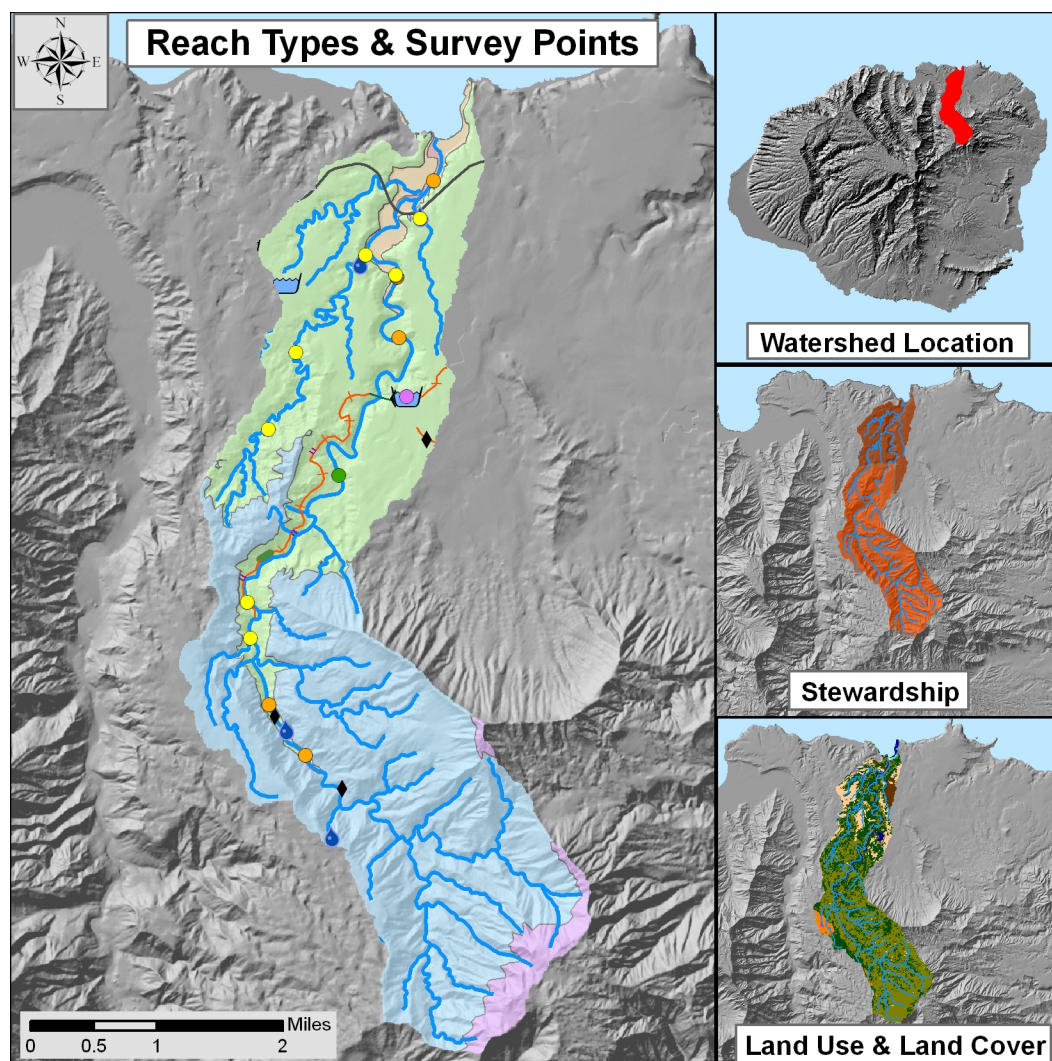 N
W E
S
Reach Types & Survey Points
Watershed Location
Stewardship
Land Use & Land Cover
Miles
0 0.5 1 2